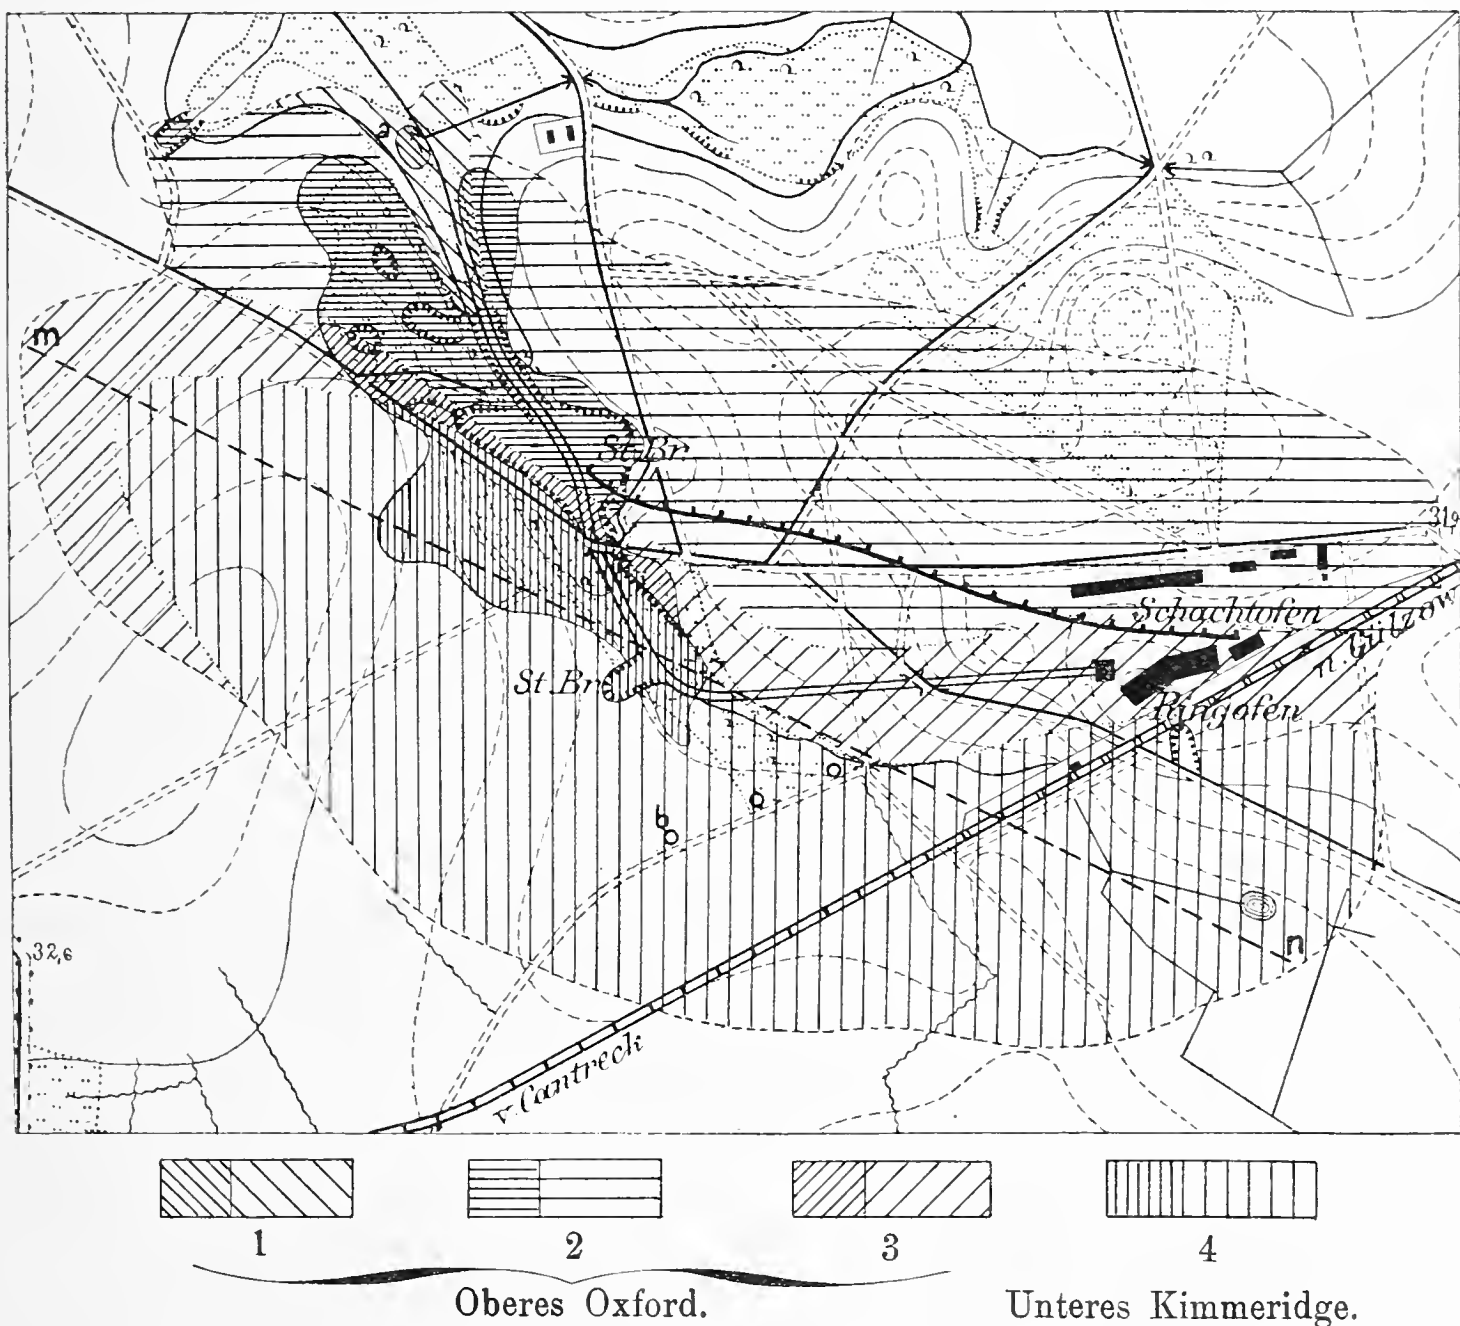 m
St. Br.
31,9
Schachtofen
n. Gülzow
St. Br.
Ringofen
b
n
32,6
v. Cantreck
1 2 3 4
Oberes Oxford. Unteres Kimmeridge.